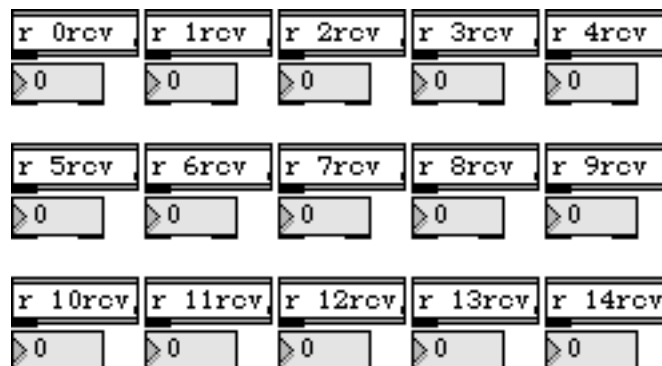 r 0rcv r 1rcv r 2rcv r 3rcv r 4rcv
0 0 0 0 0
r 5rcv r 6rcv r 7rcv r 8rcv r 9rcv
0 0 0 0 0
r 10rcv r 11rcv r 12rcv r 13rcv r 14rcv
0 0 0 0 0